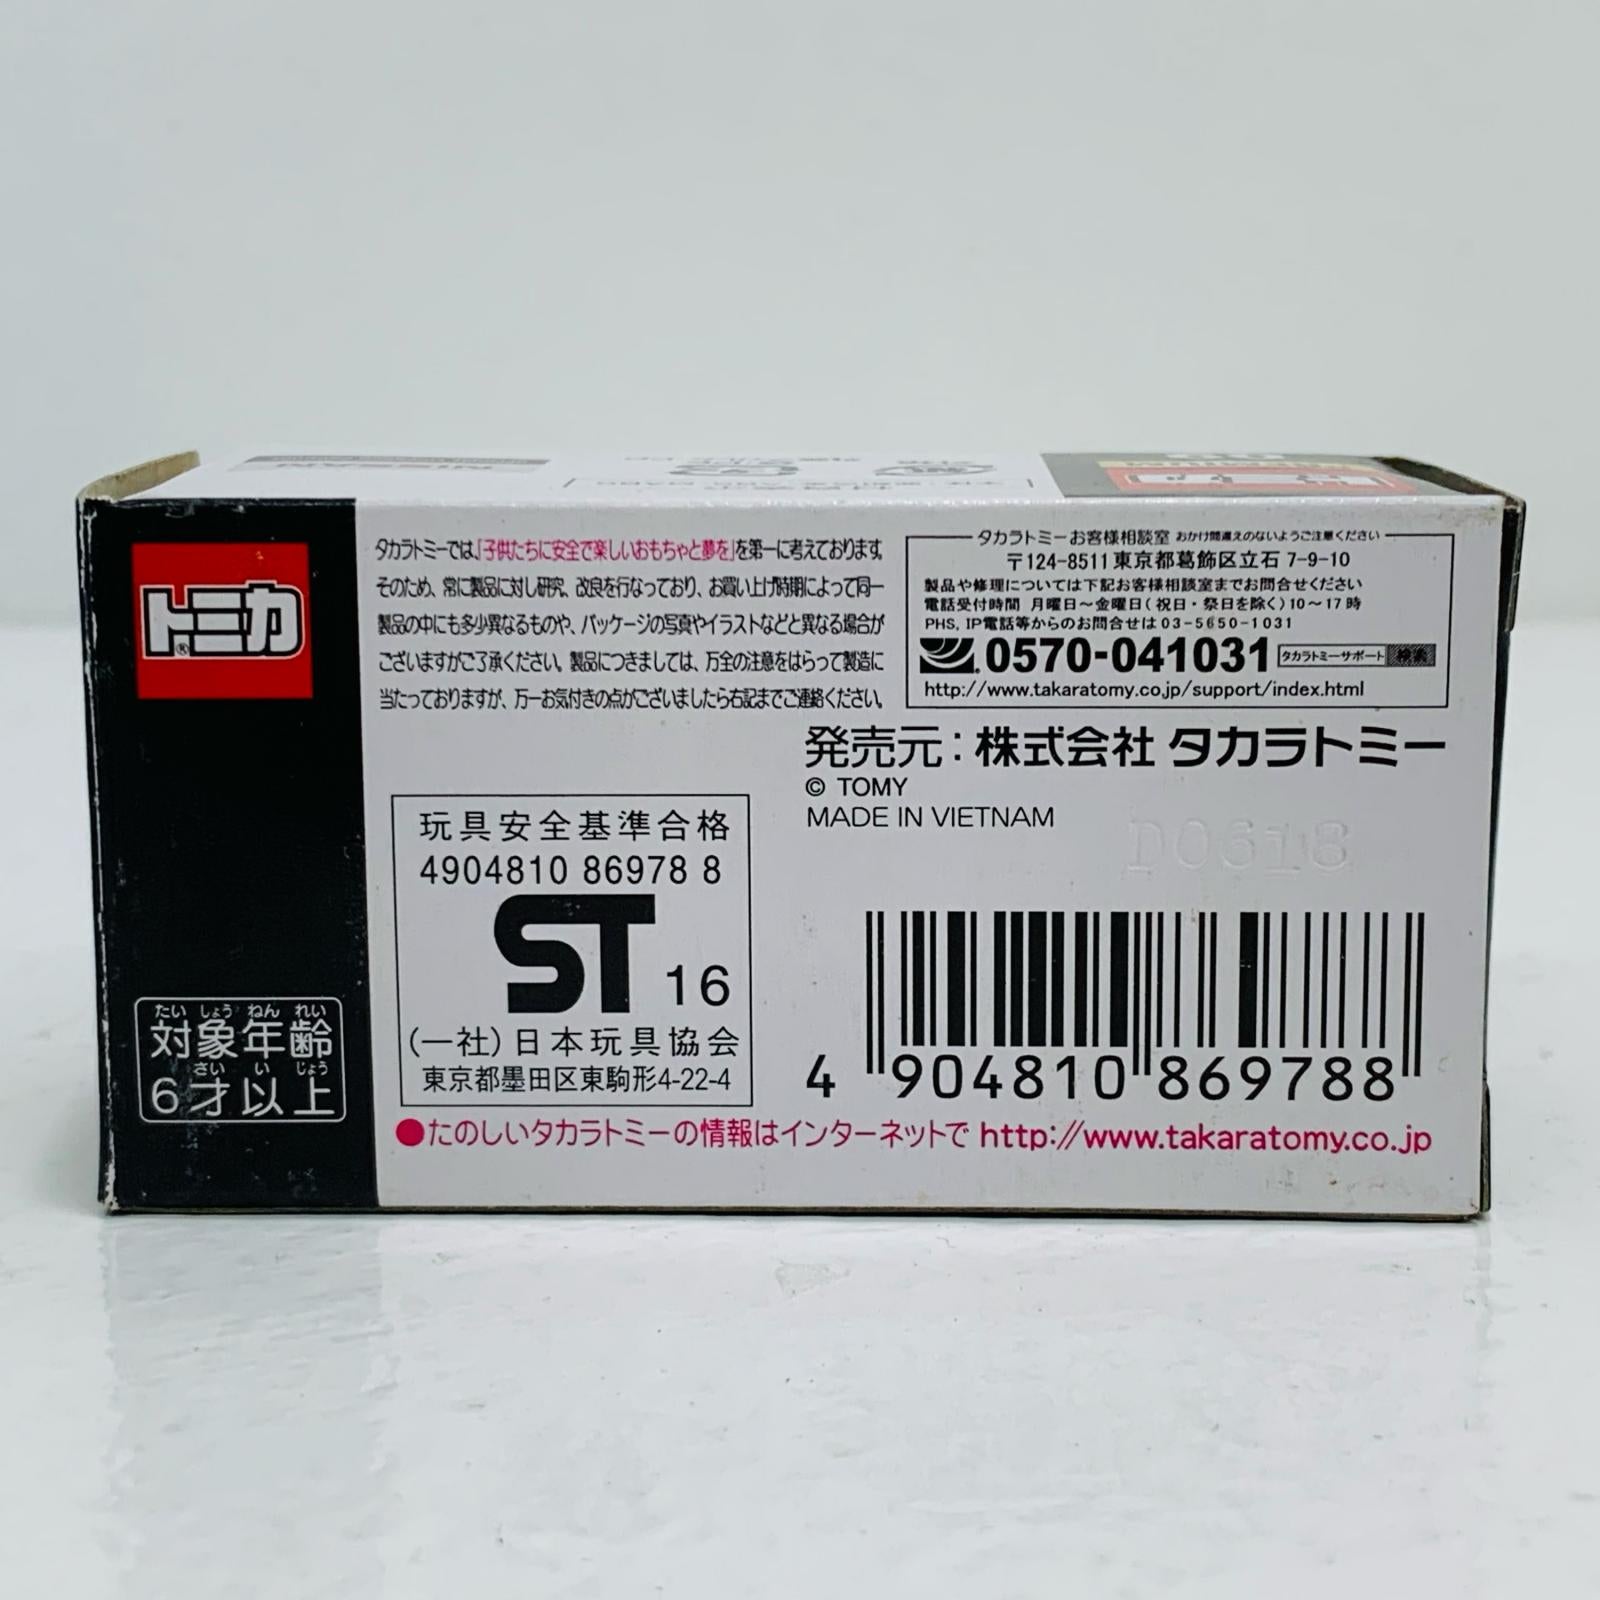 トミカ®
タカラトミーでは、「子供たちに安全で楽しいおもちゃと夢を」を第一に考えております。
そのため、常に製品に対し研究、改良を行なっており、お買い上げ時期によって同一
製品の中にも多少異なるものや、パッケージの写真やイラストなどと異なる場合が
ございますがご了承ください。製品につきましては、万全の注意をはらって製造に
当たっておりますが、万一お気付きの点がございましたら右記までご連絡ください。
タカラトミーお客様相談室 おかけ間違えのないようご注意ください
〒124-8511 東京都葛飾区立石 7-9-10
製品や修理については下記お客様相談室までお問合せください
電話受付時間 月曜日～金曜日(祝日・祭日を除く)10～17時
PHS, IP電話等からのお問合せは 03-5650-1031
0570-041031 タカラトミーサポート 検索
http://www.takaratomy.co.jp/support/index.html
発売元:株式会社 タカラトミー
© TOMY
MADE IN VIETNAM
D0618
玩具安全基準合格
4904810 86978 8
ST 16
(一社)日本玩具協会
東京都墨田区東駒形4-22-4
4 904810 869788
たい しょう ねん れい
対象年齢
さい い じょう
6才以上
●たのしいタカラトミーの情報はインターネットで http://www.takaratomy.co.jp